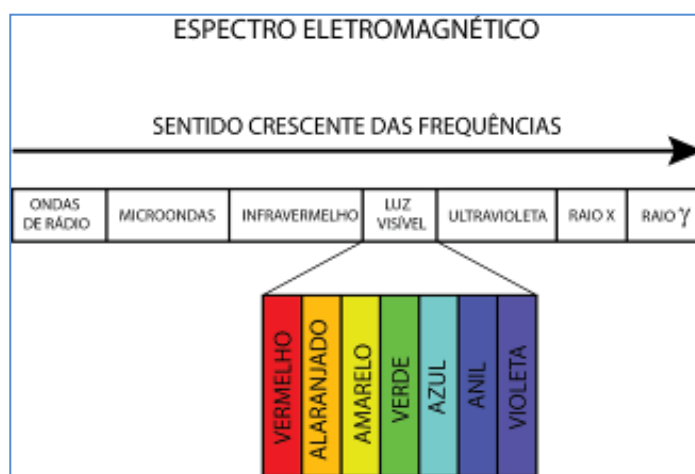 ESPECTRO ELETROMAGNÉTICO
SENTIDO CRESCENTE DAS FREQUÊNCIAS
ONDAS
DE RÁDIO
MICROONDAS
INFRAVERMELHO
LUZ
VISÍVEL
ULTRAVIOLETA
RAIO X
RAIO γ
VERMELHO
ALARANJADO
AMARELO
VERDE
AZUL
ANIL
VIOLETA